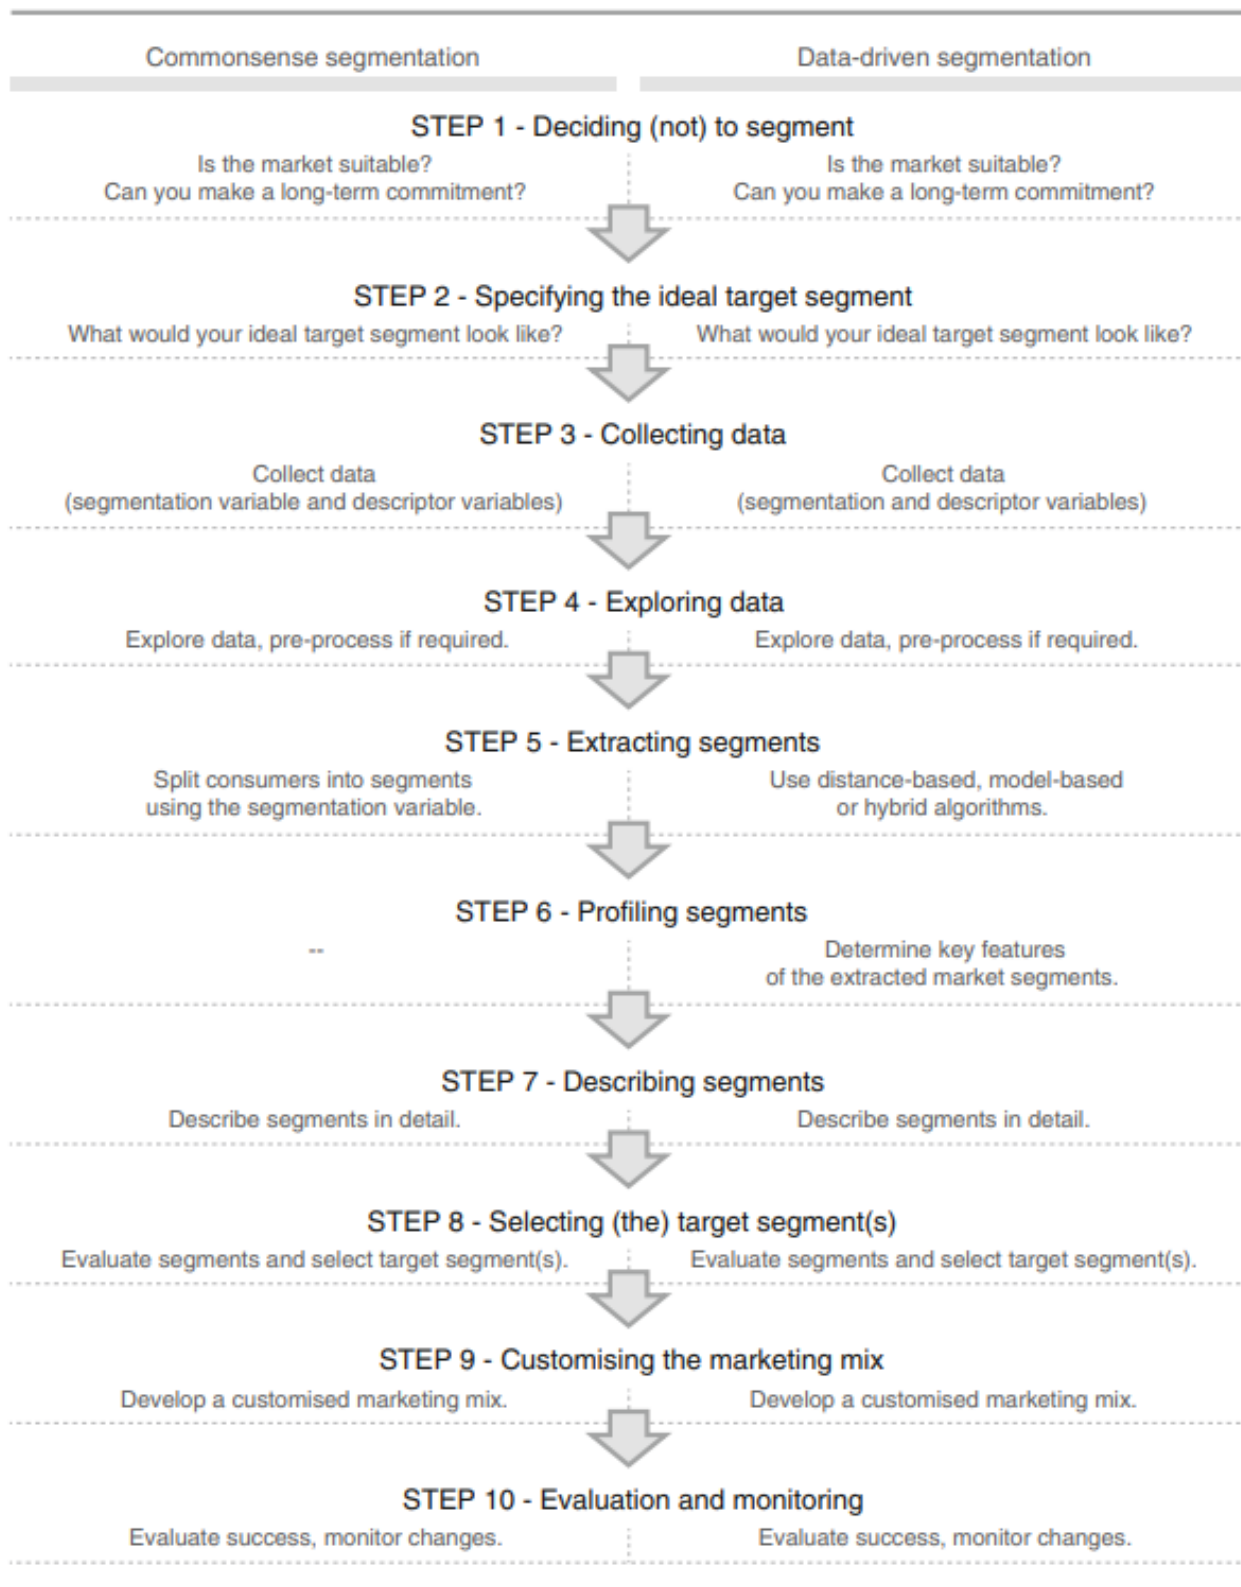 Commonsense segmentation
Data-driven segmentation
STEP 1 - Deciding (not) to segment
Is the market suitable?
Can you make a long-term commitment?
Is the market suitable?
Can you make a long-term commitment?
STEP 2 - Specifying the ideal target segment
What would your ideal target segment look like?
What would your ideal target segment look like?
STEP 3 - Collecting data
Collect data
(segmentation variable and descriptor variables)
Collect data
(segmentation and descriptor variables)
STEP 4 - Exploring data
Explore data, pre-process if required.
Explore data, pre-process if required.
STEP 5 - Extracting segments
Split consumers into segments
using the segmentation variable.
Use distance-based, model-based
or hybrid algorithms.
STEP 6 - Profiling segments
--
Determine key features
of the extracted market segments.
STEP 7 - Describing segments
Describe segments in detail.
Describe segments in detail.
STEP 8 - Selecting (the) target segment(s)
Evaluate segments and select target segment(s).
Evaluate segments and select target segment(s).
STEP 9 - Customising the marketing mix
Develop a customised marketing mix.
Develop a customised marketing mix.
STEP 10 - Evaluation and monitoring
Evaluate success, monitor changes.
Evaluate success, monitor changes.